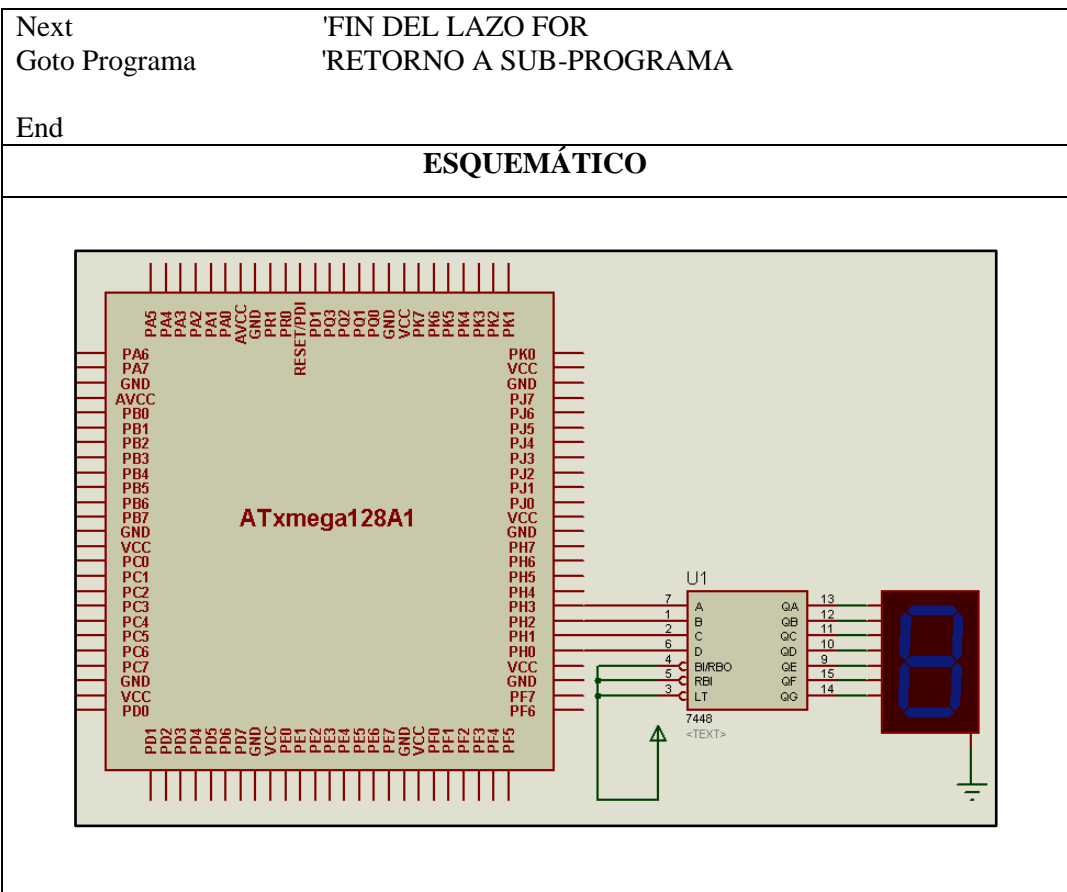 Next 'FIN DEL LAZO FOR
Goto Programa 'RETORNO A SUB-PROGRAMA
End
ESQUEMÁTICO
PA5 PA4 PA3 PA2 PA1 PA0 AVCC GND PR1 PR0 RESET/PDI PD1 PQ3 PQ2 PQ1 PQ0 GND VCC PK7 PK6 PK5 PK4 PK3 PK2 PK1
PA6
PA7
GND
AVCC
PB0
PB1
PB2
PB3
PB4
PB5
PB6
PB7
GND
VCC
PC0
PC1
PC2
PC3
PC4
PC5
PC6
PC7
GND
VCC
PD0
ATxmega128A1
PK0
VCC
GND
PJ7
PJ6
PJ5
PJ4
PJ3
PJ2
PJ1
PJ0
VCC
GND
PH7
PH6
PH5
PH4
PH3
PH2
PH1
PH0
VCC
GND
PF7
PF6
PD1 PD2 PD3 PD4 PD5 PD6 PD7 GND VCC PE0 PE1 PE2 PE3 PE4 PE5 PE6 PE7 GND VCC PF0 PF1 PF2 PF3 PF4 PF5
U1
7 A QA 13
1 B QB 12
2 C QC 11
6 D QD 10
4 BI/RBO QE 9
5 RBI QF 15
3 LT QG 14
7448
<TEXT>